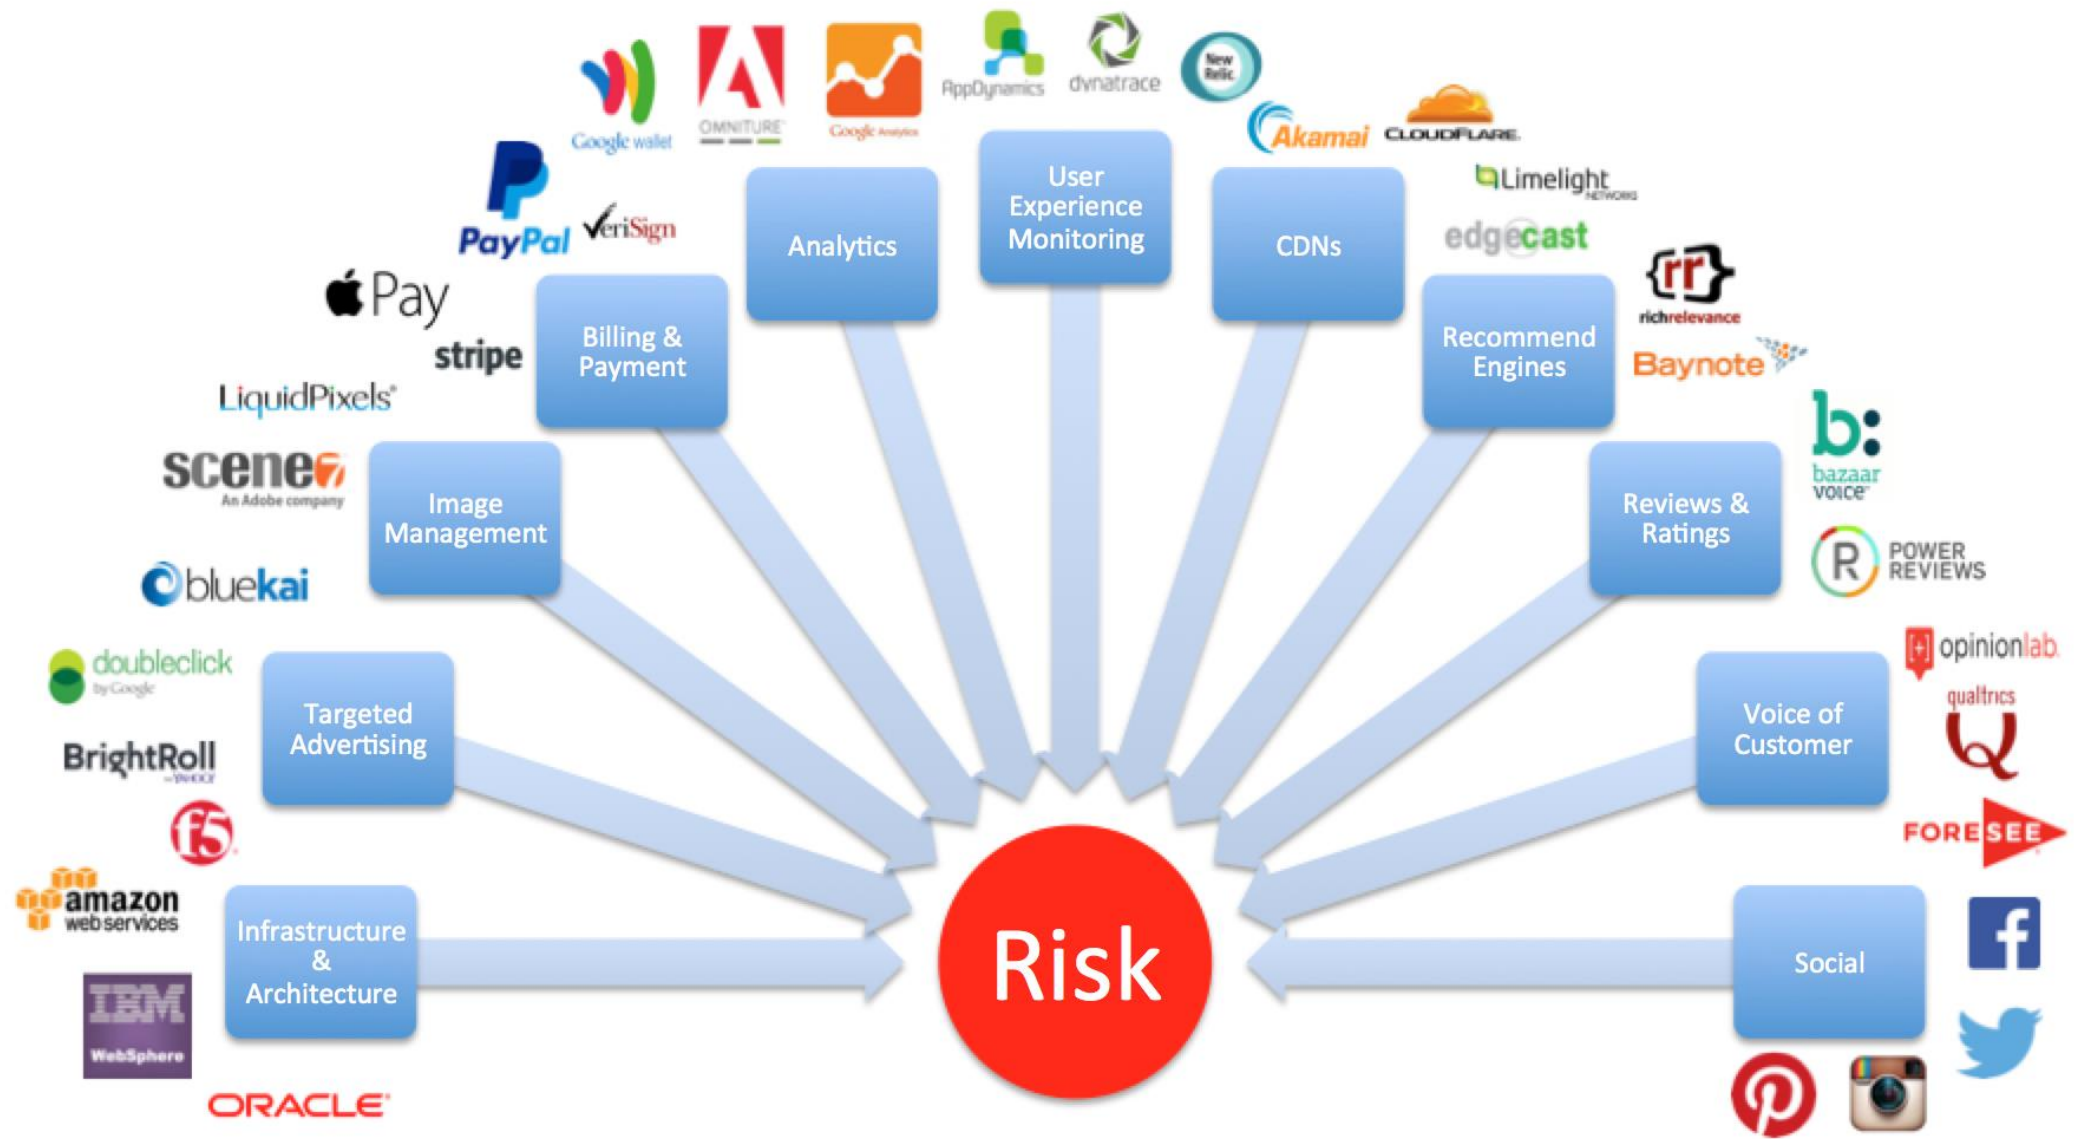 Google wallet
OMNITURE
Google Analytics
AppDynamics
dynatrace
New
Relic.
Akamai
CLOUDFLARE.
PayPal
VeriSign
Analytics
User
Experience
Monitoring
CDNs
Limelight
NETWORKS
edgecast
Pay
stripe
Billing &
Payment
Recommend
Engines
{rr}
richrelevance
Baynote
LiquidPixels®
scene7
An Adobe company
Image
Management
Reviews &
Ratings
b:
bazaar
voice
R
POWER
REVIEWS
bluekai
doubleclick
by Google
Targeted
Advertising
Voice of
Customer
[+] opinionlab.
qualtrics
Q
BrightRoll
YAHOO!
f5
FORESEE
amazon
webservices
Infrastructure
&
Architecture
Risk
Social
f
IBM
WebSphere
ORACLE